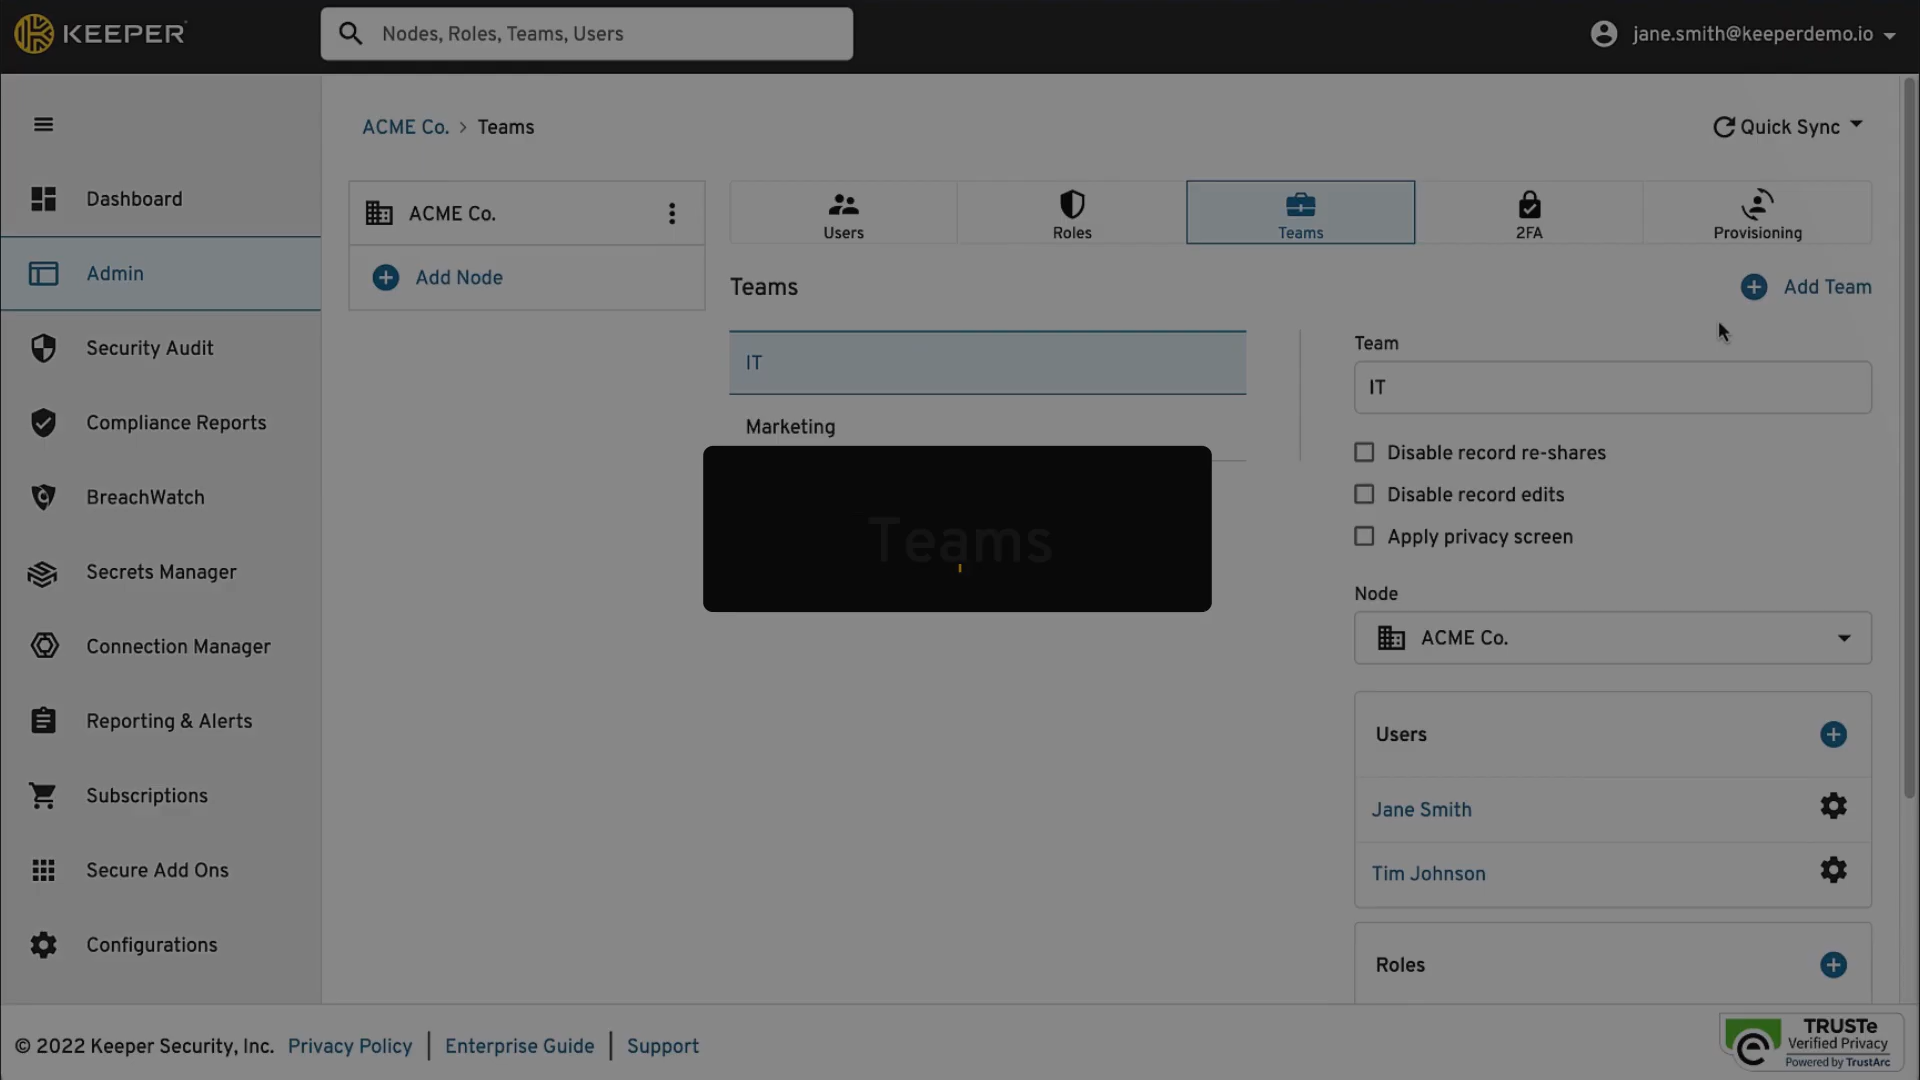 KEEPER
Nodes, Roles, Teams, Users
jane.smith@keeperdemo.io
ACME Co. > Teams
Quick Sync
Dashboard
Admin
Security Audit
Compliance Reports
BreachWatch
Secrets Manager
Connection Manager
Reporting & Alerts
Subscriptions
Secure Add Ons
Configurations
ACME Co.
Add Node
Users
Roles
Teams
2FA
Provisioning
Teams
Add Team
IT
Marketing
Teams
Team
IT
Disable record re-shares
Disable record edits
Apply privacy screen
Node
ACME Co.
Users
Jane Smith
Tim Johnson
Roles
© 2022 Keeper Security, Inc. Privacy Policy | Enterprise Guide | Support
TRUSTe
Verified Privacy
Powered by TrustArc